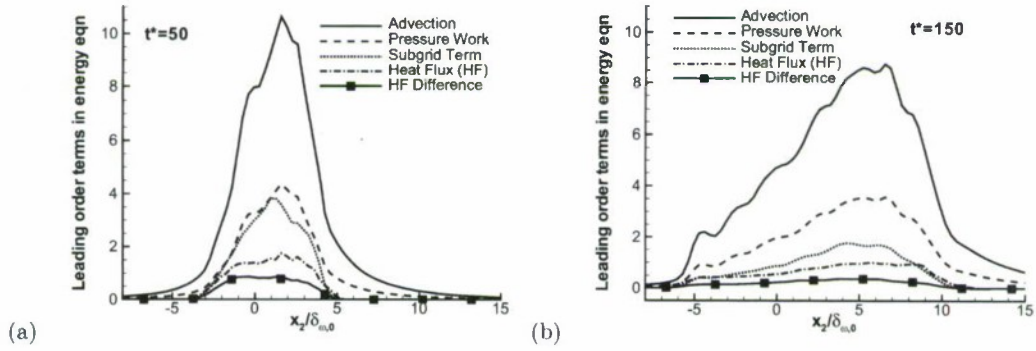 t*=50
Advection
Pressure Work
Subgrid Term
Heat Flux (HF)
HF Difference
Leading order terms in energy eqn
10
8
6
4
2
0
-5
0
5
10
15
x₂/δω,0
(a)
t*=150
Advection
Pressure Work
Subgrid Term
Heat Flux (HF)
HF Difference
Leading order terms in energy eqn
10
8
6
4
2
0
-5
0
5
10
15
x₂/δω,0
(b)